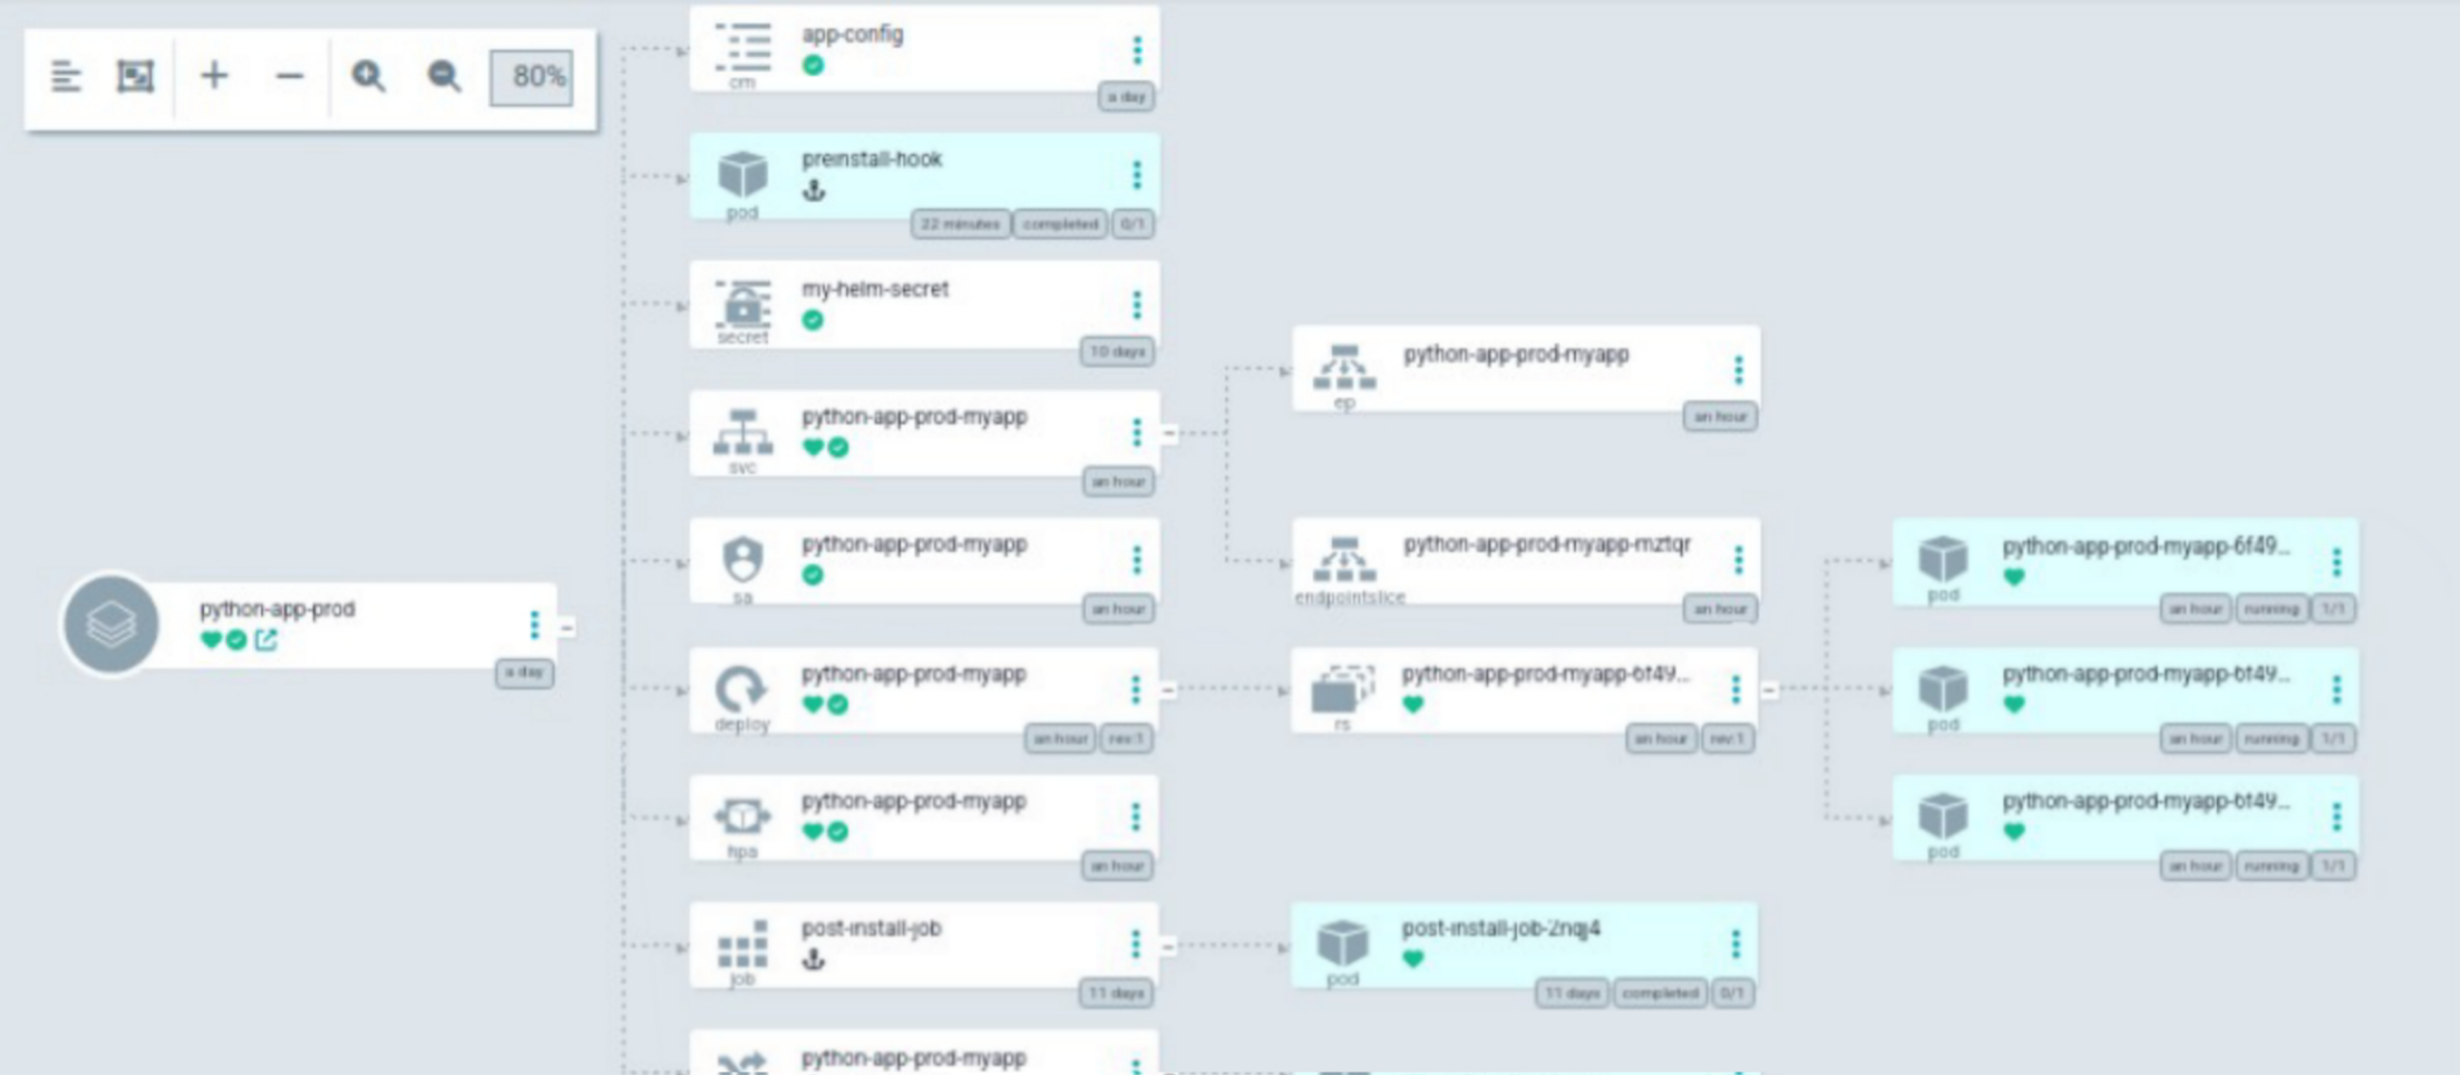 80%
app-config
cm
a day
preinstall-hook
pod
22 minutes completed 0/1
my-helm-secret
secret
10 days
python-app-prod-myapp
svc
an hour
python-app-prod-myapp
ep
an hour
python-app-prod-myapp
sa
an hour
python-app-prod-myapp-mztqr
endpointslice
an hour
python-app-prod-myapp-6f49...
pod
an hour running 1/1
python-app-prod
a day
python-app-prod-myapp
deploy
an hour rev:1
python-app-prod-myapp-6f49...
rs
an hour rev:1
python-app-prod-myapp-6f49...
pod
an hour running 1/1
python-app-prod-myapp
hpa
an hour
python-app-prod-myapp-6f49...
pod
an hour running 1/1
post-install-job
job
11 days
post-install-job-2nqj4
pod
11 days completed 0/1
python-app-prod-myapp